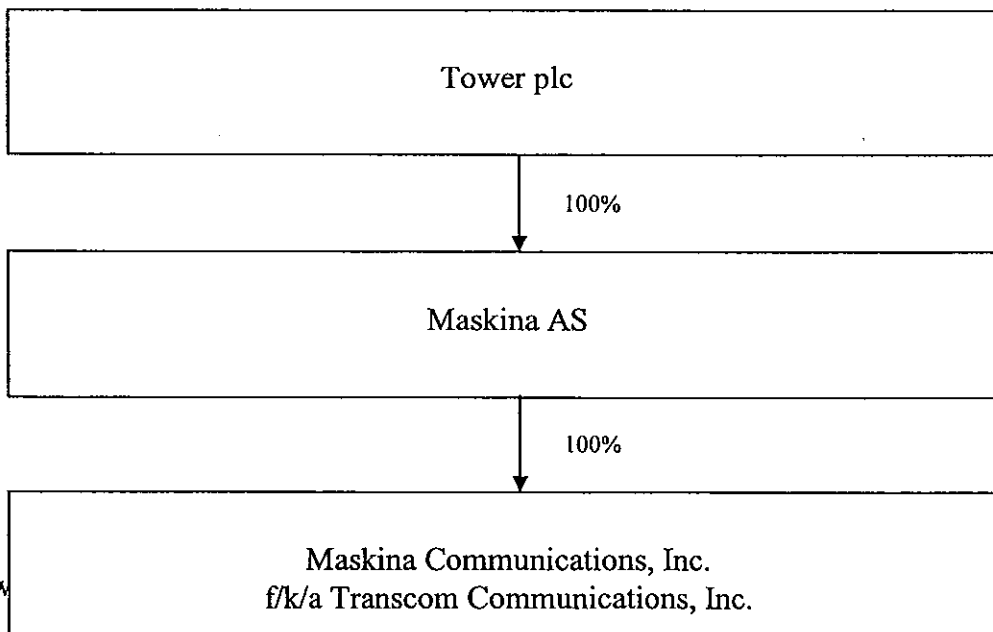 Tower plc
100%
Maskina AS
100%
Maskina Communications, Inc.
f/k/a Transcom Communications, Inc.